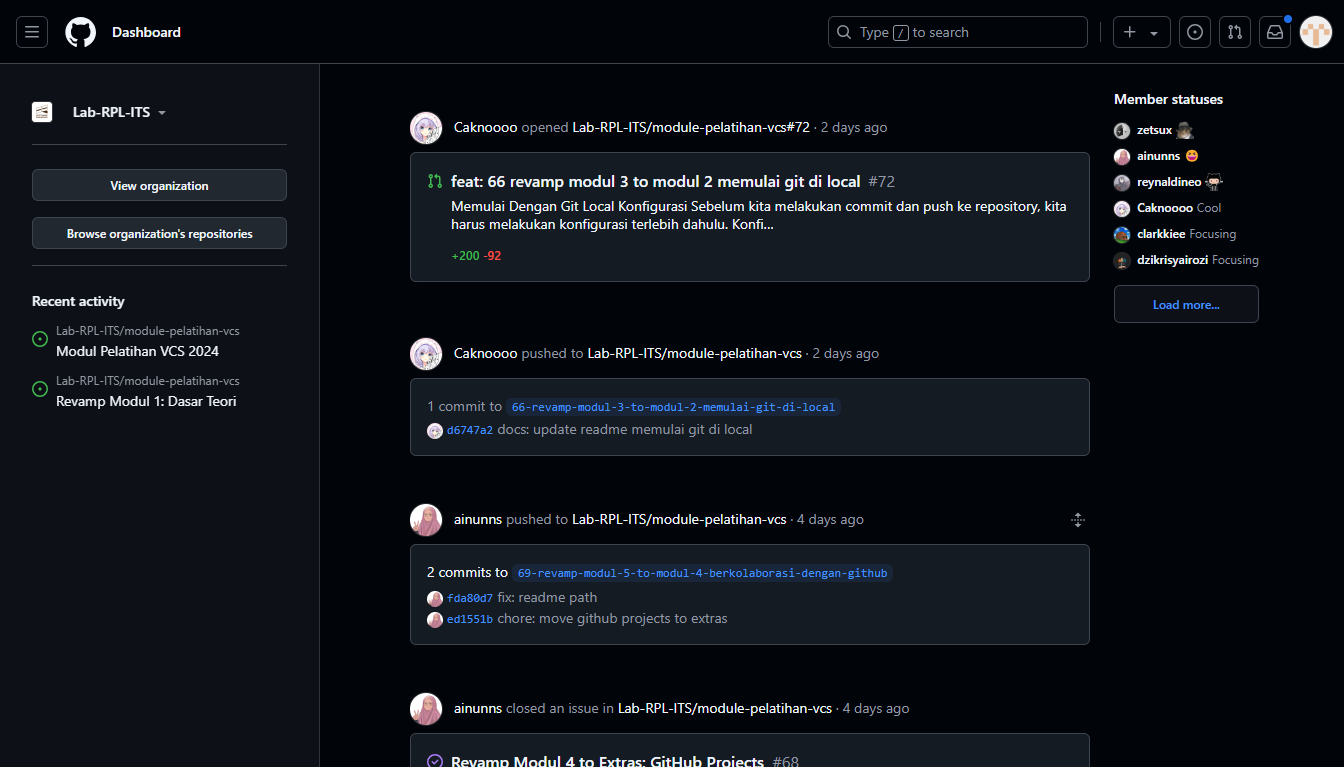 Dashboard
Type / to search
Lab-RPL-ITS
View organization
Browse organization's repositories
Recent activity
Lab-RPL-ITS/module-pelatihan-vcs
Modul Pelatihan VCS 2024
Lab-RPL-ITS/module-pelatihan-vcs
Revamp Modul 1: Dasar Teori
Caknoooo opened Lab-RPL-ITS/module-pelatihan-vcs#72 · 2 days ago
feat: 66 revamp modul 3 to modul 2 memulai git di local #72
Memulai Dengan Git Local Konfigurasi Sebelum kita melakukan commit dan push ke repository, kita
harus melakukan konfigurasi terlebih dahulu. Konfi...
+200 -92
Caknoooo pushed to Lab-RPL-ITS/module-pelatihan-vcs · 2 days ago
1 commit to 66-revamp-modul-3-to-modul-2-memulai-git-di-local
d6747a2 docs: update readme memulai git di local
ainunns pushed to Lab-RPL-ITS/module-pelatihan-vcs · 4 days ago
2 commits to 69-revamp-modul-5-to-modul-4-berkolaborasi-dengan-github
fda80d7 fix: readme path
ed1551b chore: move github projects to extras
ainunns closed an issue in Lab-RPL-ITS/module-pelatihan-vcs · 4 days ago
Revamp Modul 4 to Extras: GitHub Projects #68
Member statuses
zetsux
ainunns
reynaldineo
Caknoooo Cool
clarkkiee Focusing
dzikrisyairozi Focusing
Load more...